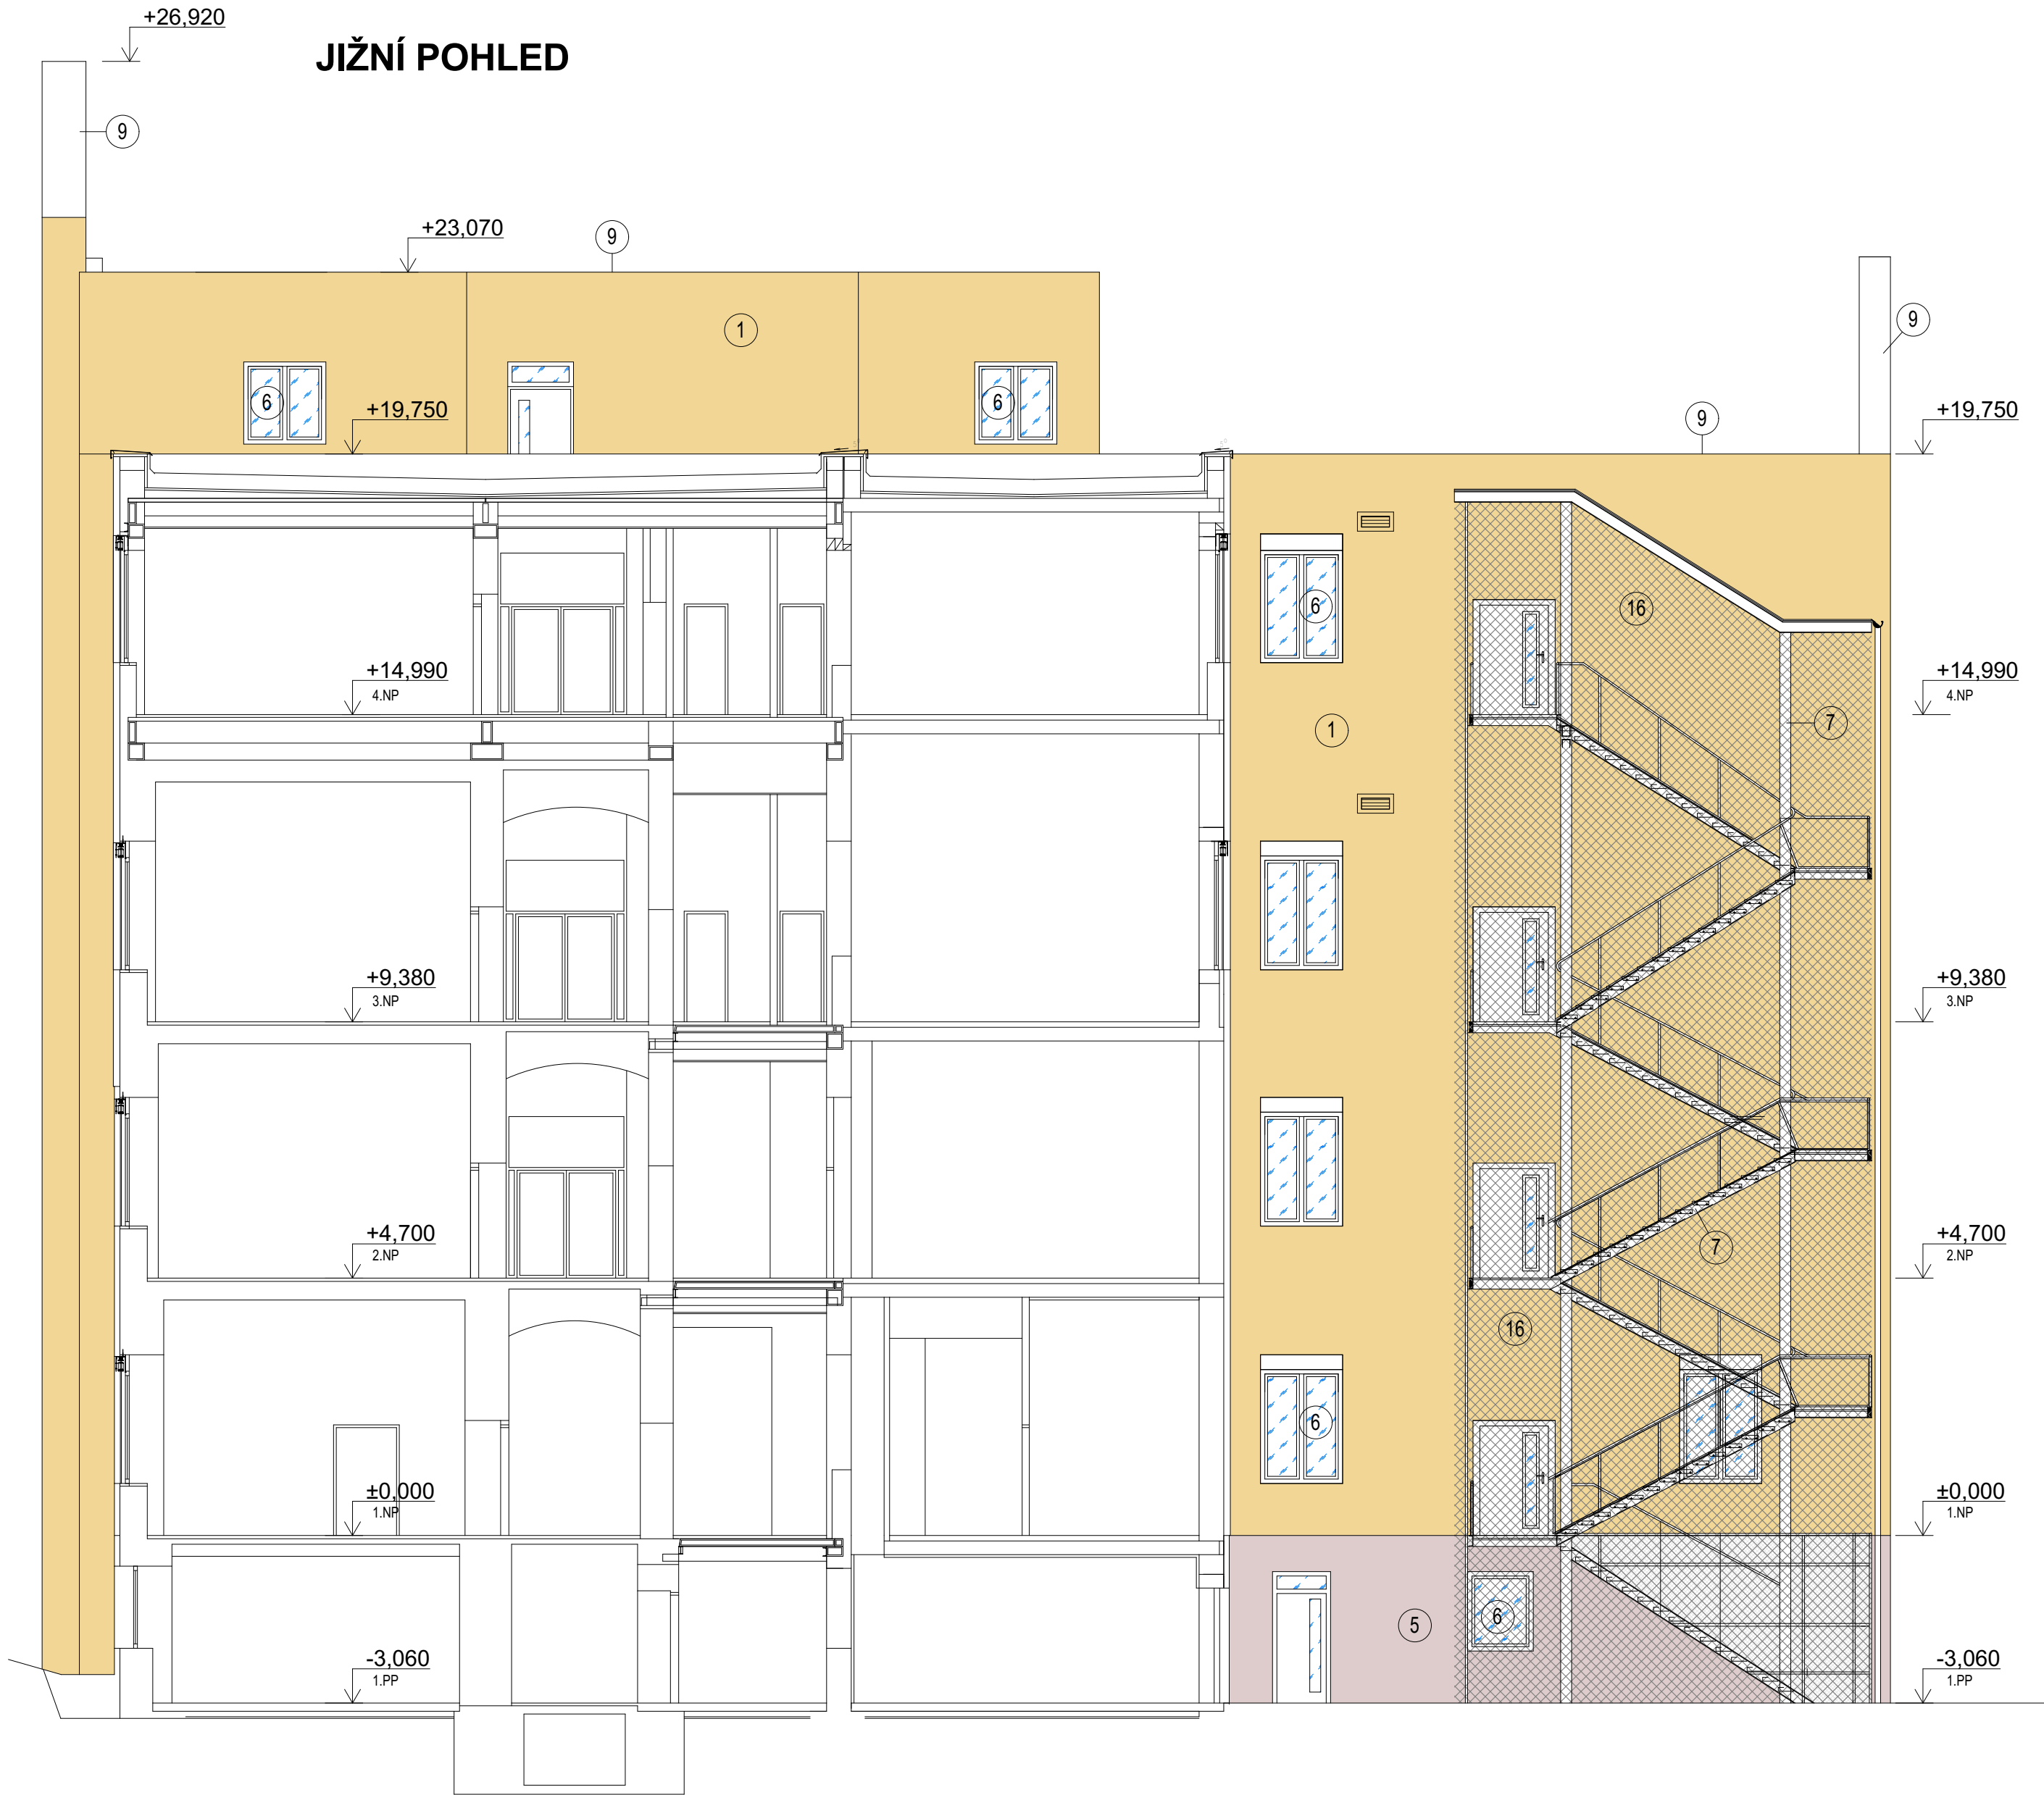 +26,920
JIŽNÍ POHLED
9
+23,070
9
1
9
6
6
+19,750
9
+19,750
6
16
+14,990
4.NP
+14,990
4.NP
1
7
+9,380
3.NP
+9,380
3.NP
+4,700
2.NP
7
+4,700
2.NP
16
6
±0,000
1.NP
±0,000
1.NP
5
6
-3,060
1.PP
-3,060
1.PP